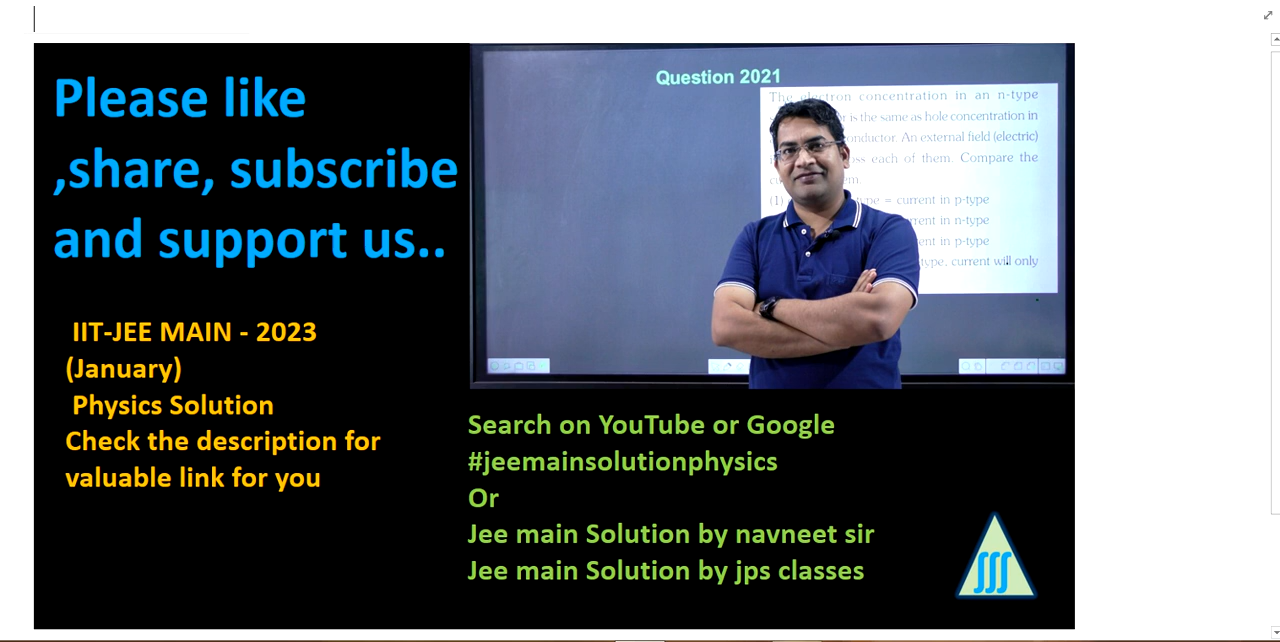 Please like
,share, subscribe
and support us..
IIT-JEE MAIN - 2023
(January)
Physics Solution
Check the description for
valuable link for you
Question 2021
The electron concentration in an n-type
is the same as hole concentration in
An external field (electric)
each of them. Compare the
(1) type = current in p-type
in n-type
in p-type
type, current will only
Search on YouTube or Google
#jeemainsolutionphysics
Or
Jee main Solution by navneet sir
Jee main Solution by jps classes